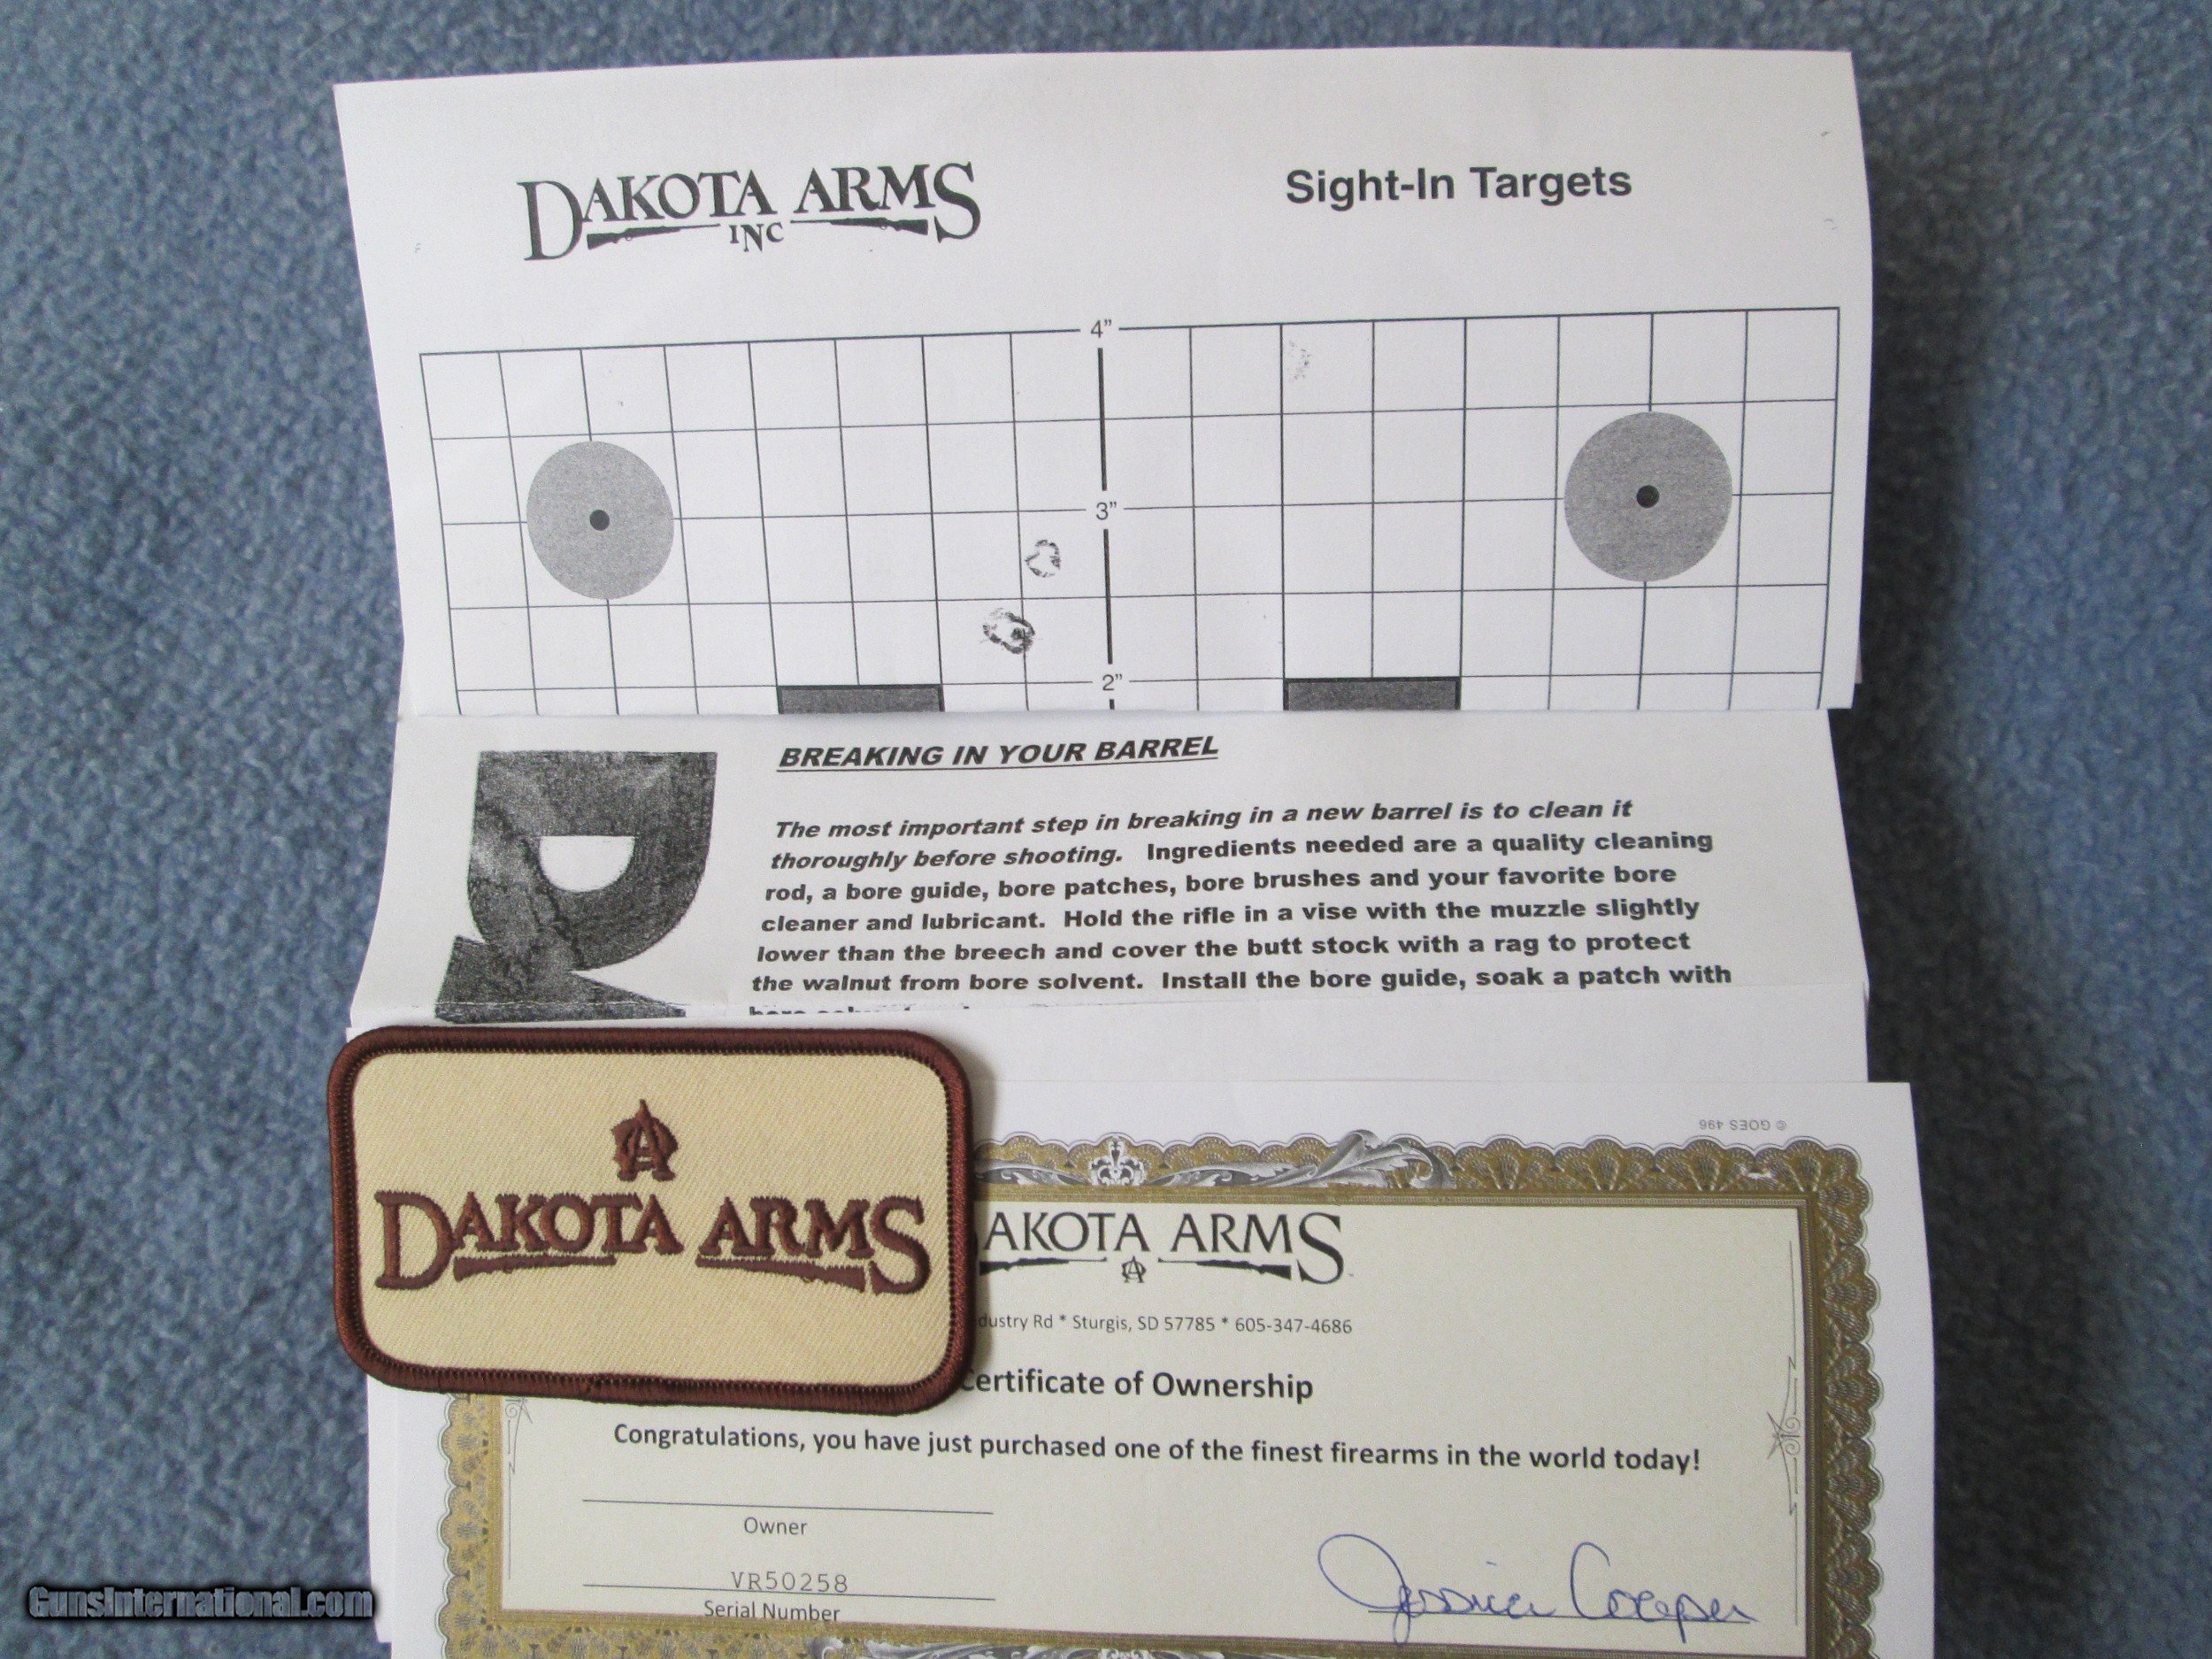 DAKOTA ARMS
INC
Sight-In Targets
4"
3"
2"
BREAKING IN YOUR BARREL
The most important step in breaking in a new barrel is to clean it
thoroughly before shooting. Ingredients needed are a quality cleaning
rod, a bore guide, bore patches, bore brushes and your favorite bore
cleaner and lubricant. Hold the rifle in a vise with the muzzle slightly
lower than the breech and cover the butt stock with a rag to protect
the walnut from bore solvent. Install the bore guide, soak a patch with
A
DAKOTA ARMS
© GOES 496
AKOTA ARMS
dustry Rd * Sturgis, SD 57785 * 605-347-4686
Certificate of Ownership
Congratulations, you have just purchased one of the finest firearms in the world today!
Owner
VR50258
Serial Number
Jessica
GunsInternational.com